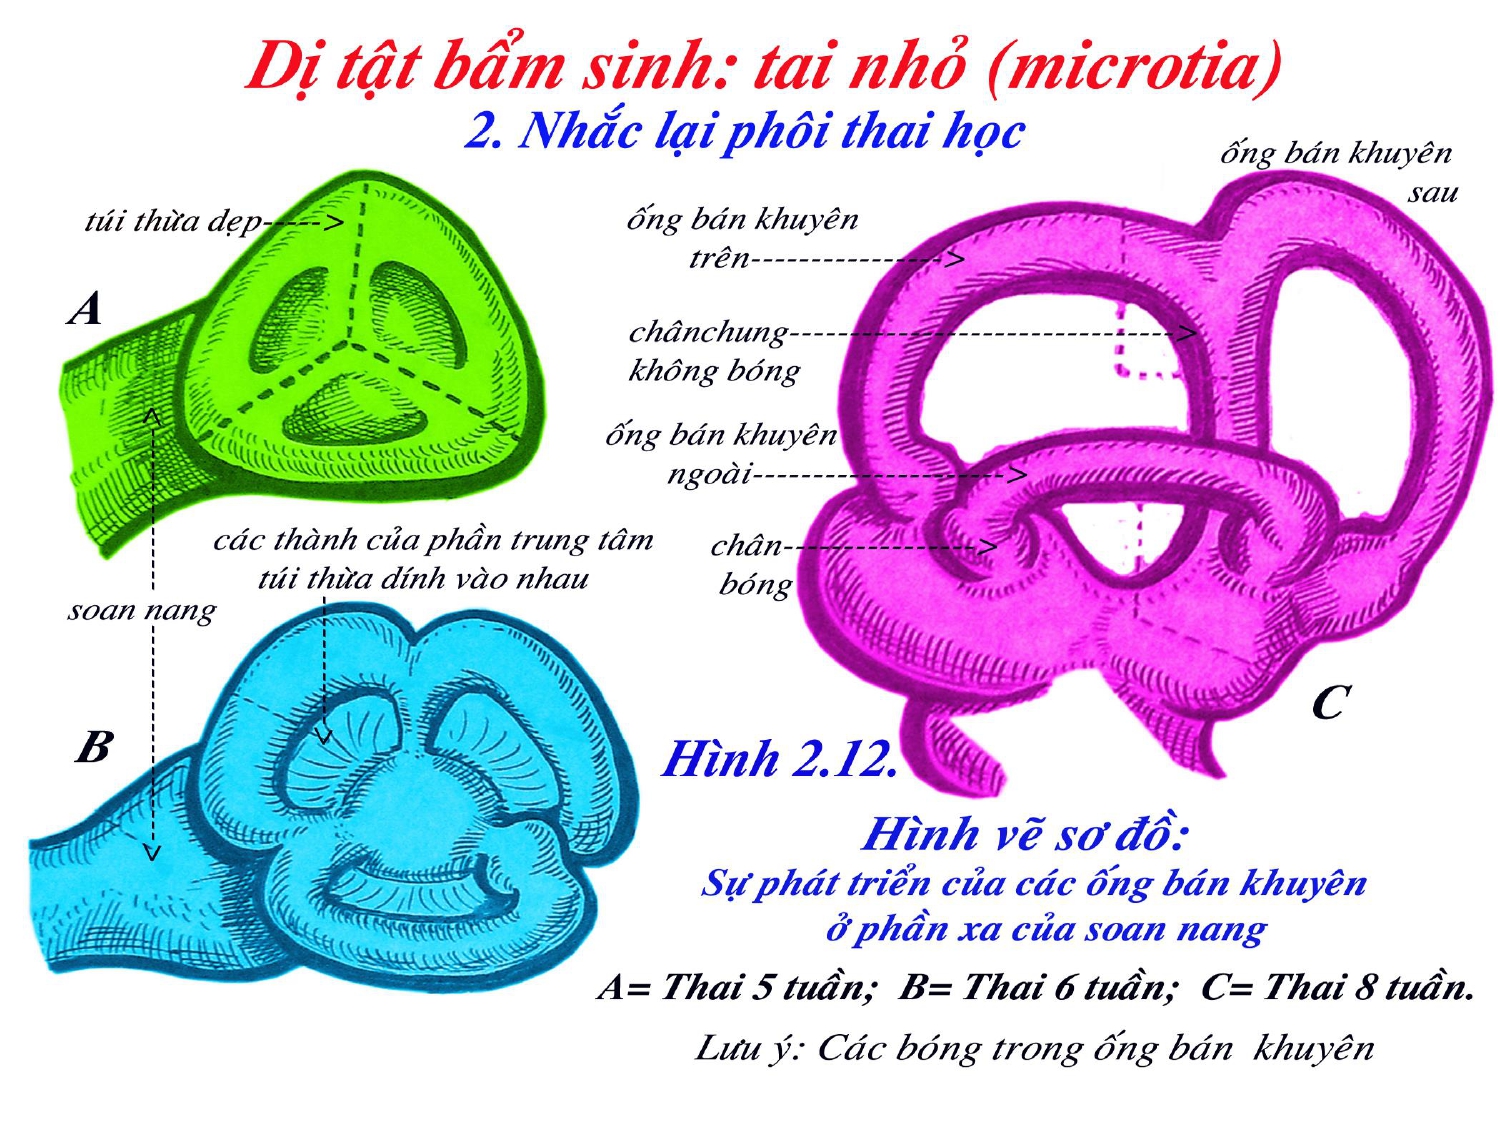 Dị tật bẩm sinh: tai nhỏ (microtia)
2. Nhắc lại phôi thai học
ống bán khuyên
sau
túi thừa dẹp----->
ống bán khuyên
trên---------------->
A
chânchung-------------------------------->
không bóng
ống bán khuyên
ngoài--------------------->
các thành của phần trung tâm
túi thừa dính vào nhau
chân---------------->
bóng
soan nang
B
C
Hình 2.12.
Hình vẽ sơ đồ:
Sự phát triển của các ống bán khuyên
ở phần xa của soan nang
A= Thai 5 tuần; B= Thai 6 tuần; C= Thai 8 tuần.
Lưu ý: Các bóng trong ống bán khuyên